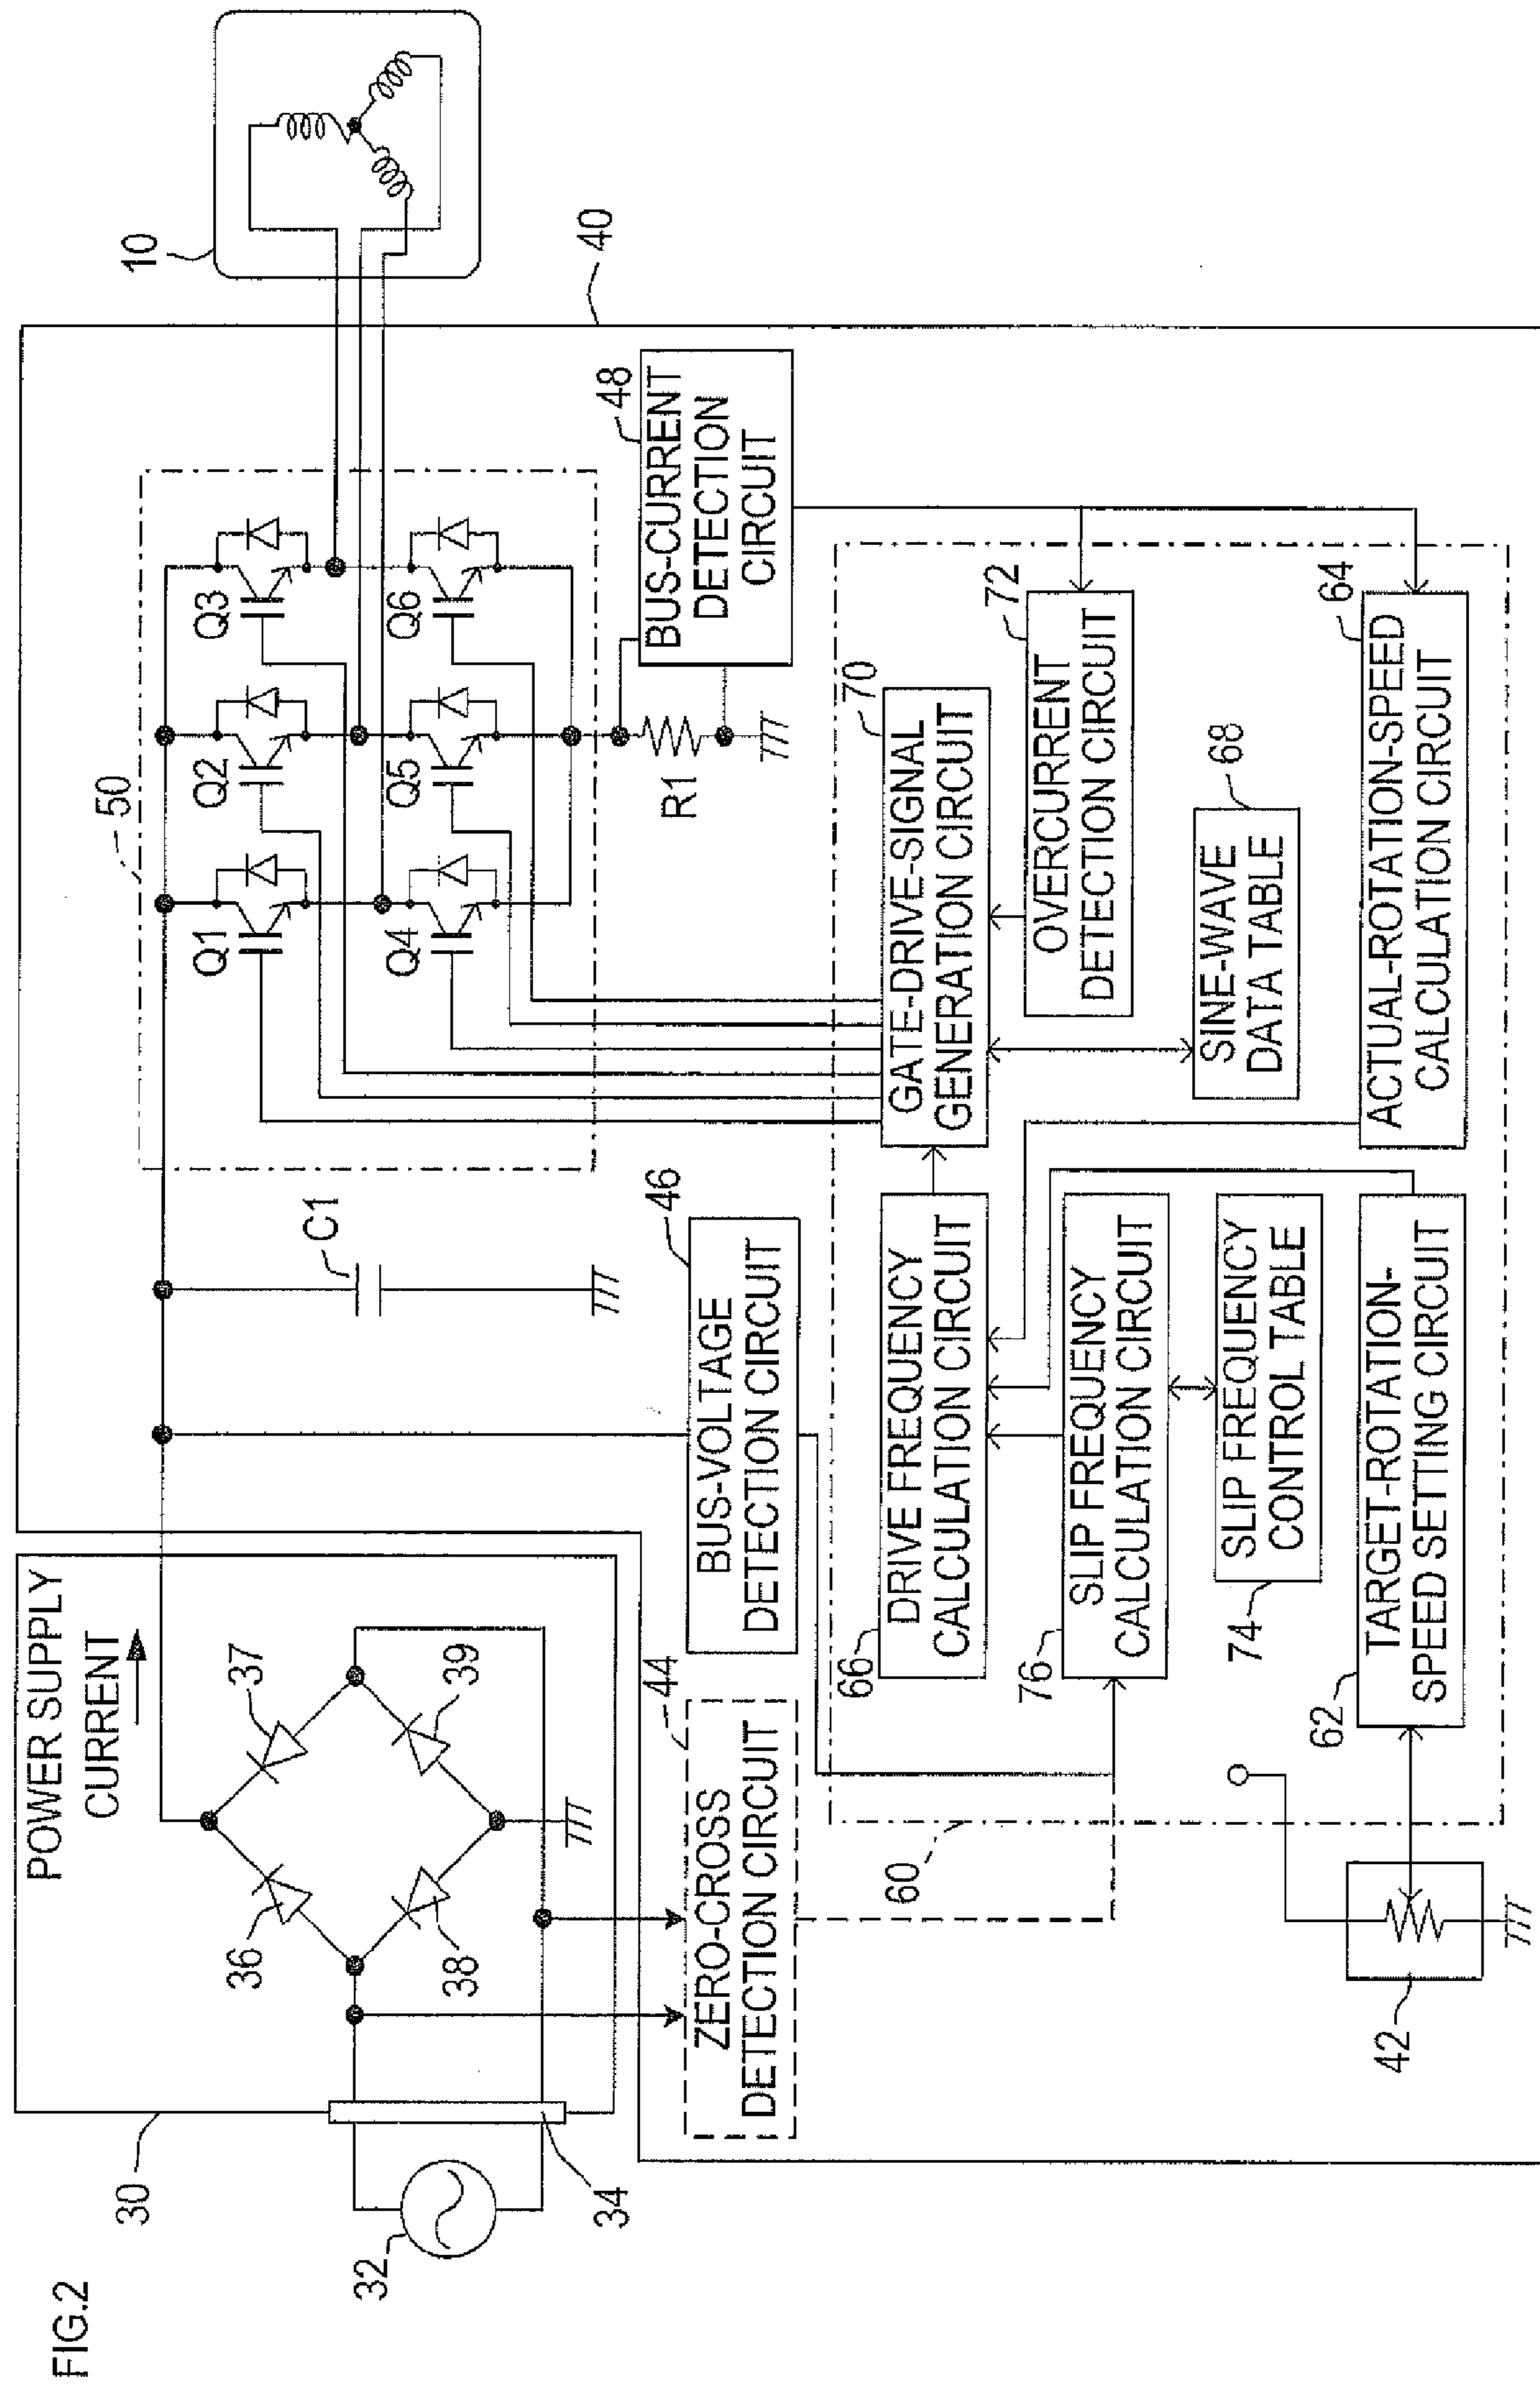 FIG.2
30
32
34
POWER SUPPLY
CURRENT
36
37
38
39
40
10
50
C1
Q1
Q2
Q3
Q4
Q5
Q6
R1
48
BUS-CURRENT
DETECTION
CIRCUIT
44
ZERO-CROSS
DETECTION CIRCUIT
46
BUS-VOLTAGE
DETECTION CIRCUIT
60
66
DRIVE FREQUENCY
CALCULATION CIRCUIT
70
GATE-DRIVE-SIGNAL
GENERATION CIRCUIT
76
SLIP FREQUENCY
CALCULATION CIRCUIT
72
OVERCURRENT
DETECTION CIRCUIT
74
SLIP FREQUENCY
CONTROL TABLE
68
SINE-WAVE
DATA TABLE
42
62
TARGET-ROTATION-
SPEED SETTING CIRCUIT
64
ACTUAL-ROTATION-SPEED
CALCULATION CIRCUIT